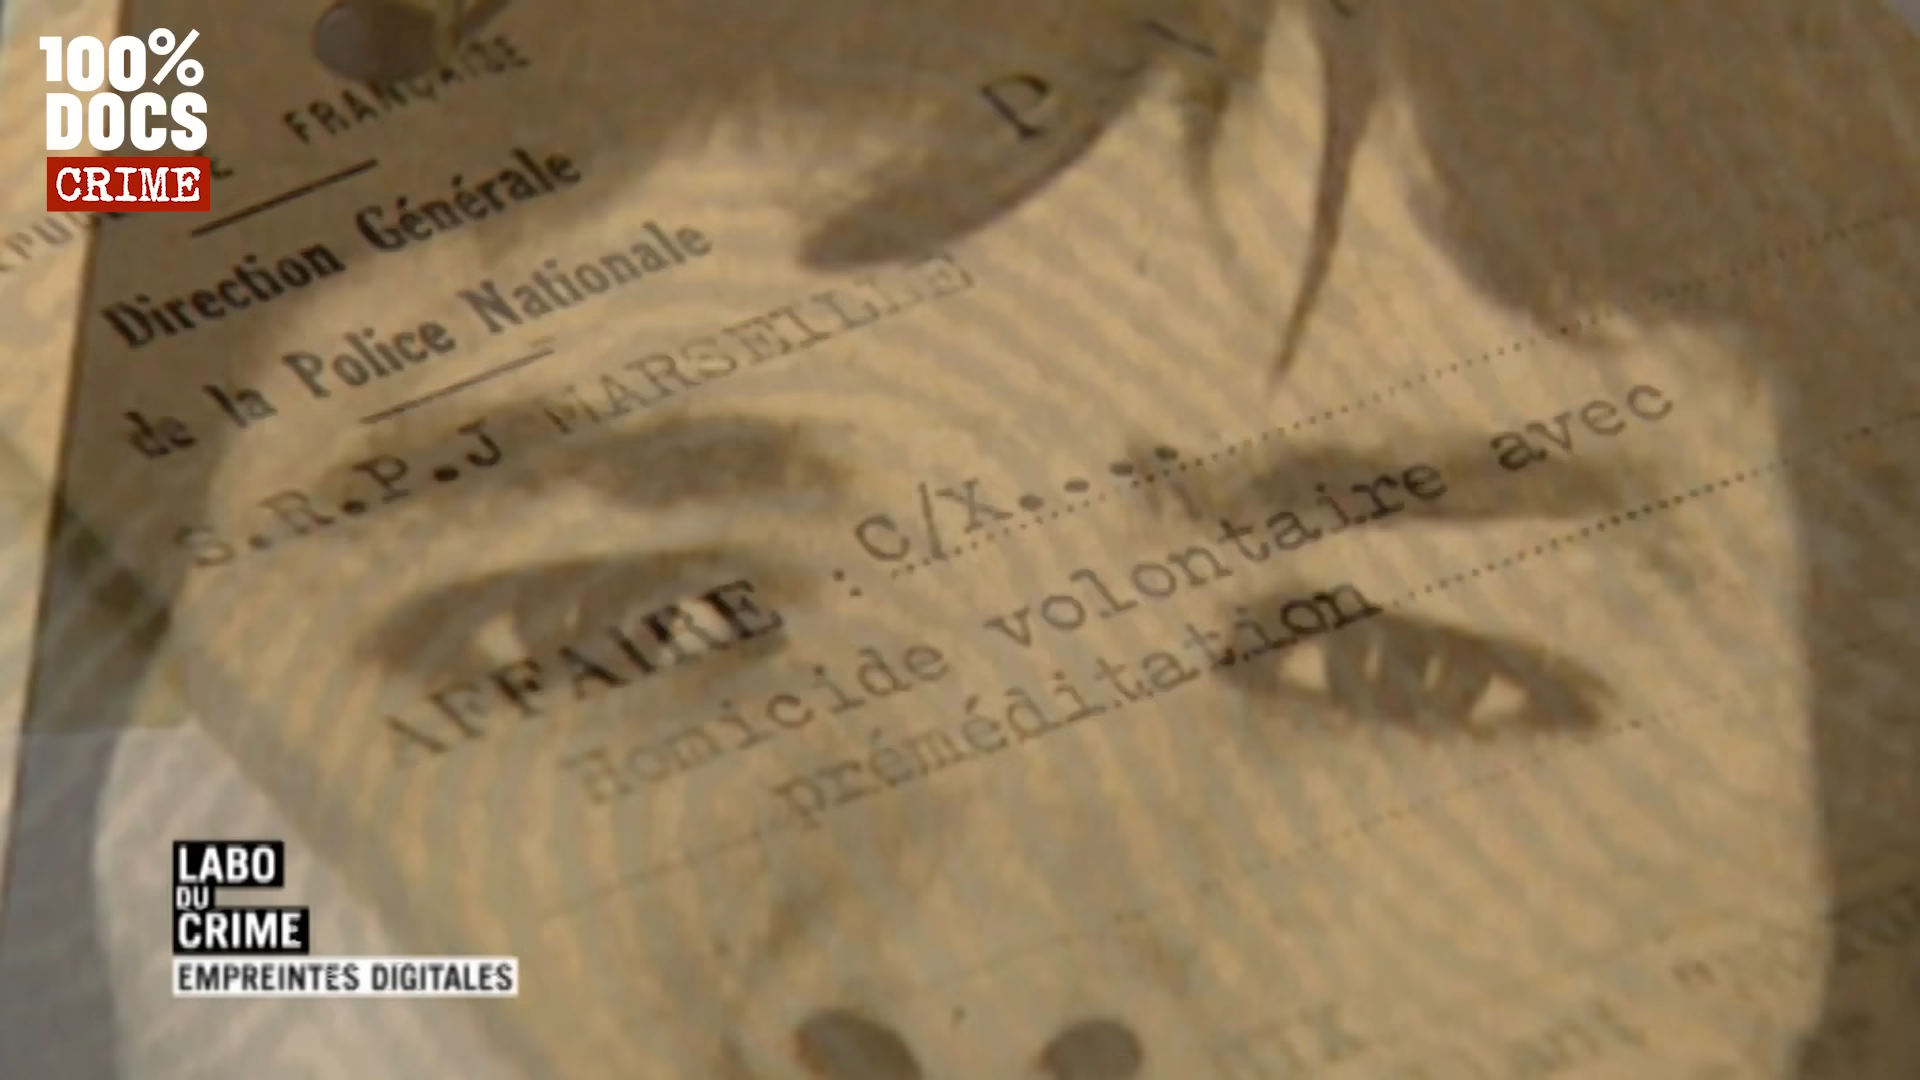 100%
DOCS
CRIME
FRANÇAISE
Direction Générale
de la Police Nationale
S.R.P.J MARSEILLE
AFFAIRE : C/X....
Homicide volontaire avec
préméditation
LABO
DU
CRIME
EMPREINTES DIGITALES